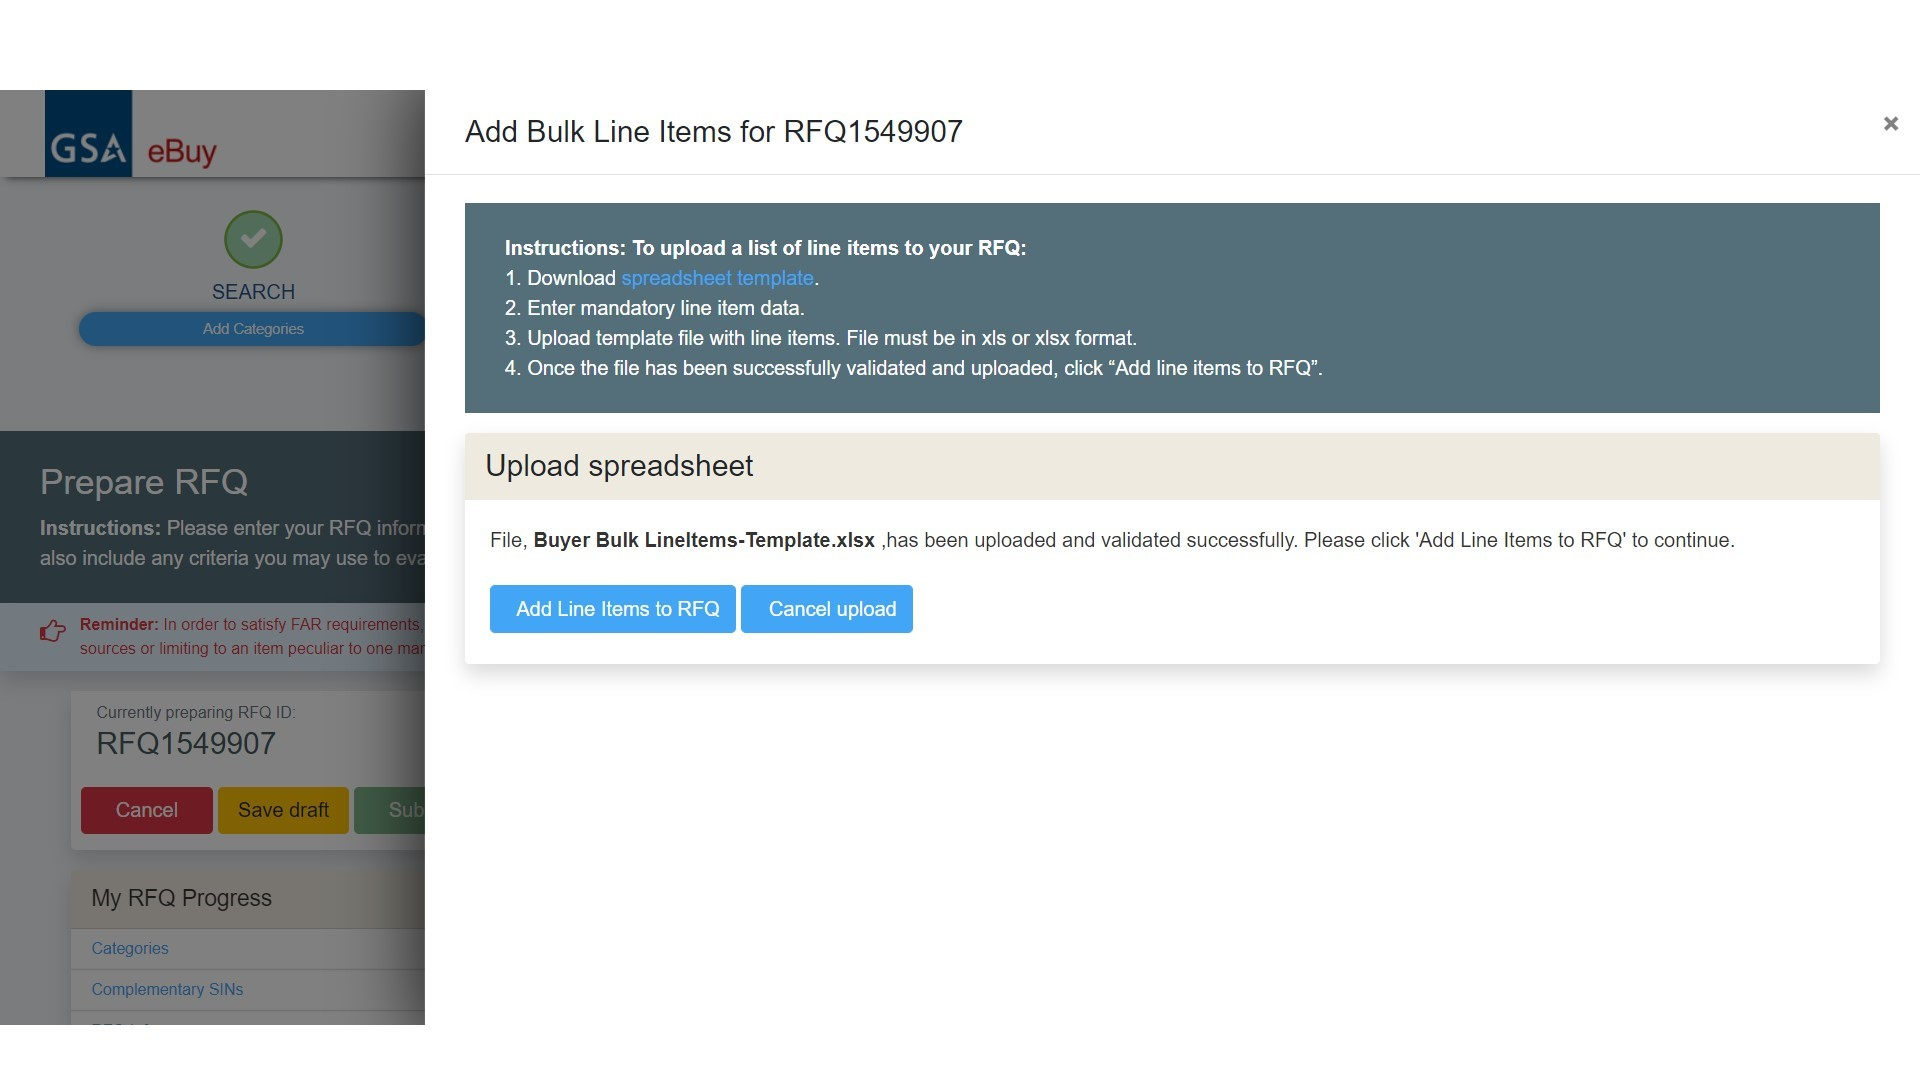 GSA eBuy
SEARCH
Add Categories
Prepare RFQ
Instructions: Please enter your RFQ
also include any criteria you may use to
Reminder: In order to satisfy FAR requirements,
sources or limiting to an item peculiar to one
Currently preparing RFQ ID:
RFQ1549907
Cancel Save draft
My RFQ Progress
Categories
Complementary SINs
Add Bulk Line Items for RFQ1549907
Instructions: To upload a list of line items to your RFQ:
1. Download spreadsheet template.
2. Enter mandatory line item data.
3. Upload template file with line items. File must be in xls or xlsx format.
4. Once the file has been successfully validated and uploaded, click “Add line items to RFQ”.
Upload spreadsheet
File, Buyer Bulk LineItems-Template.xlsx ,has been uploaded and validated successfully. Please click 'Add Line Items to RFQ' to continue.
Add Line Items to RFQ Cancel upload